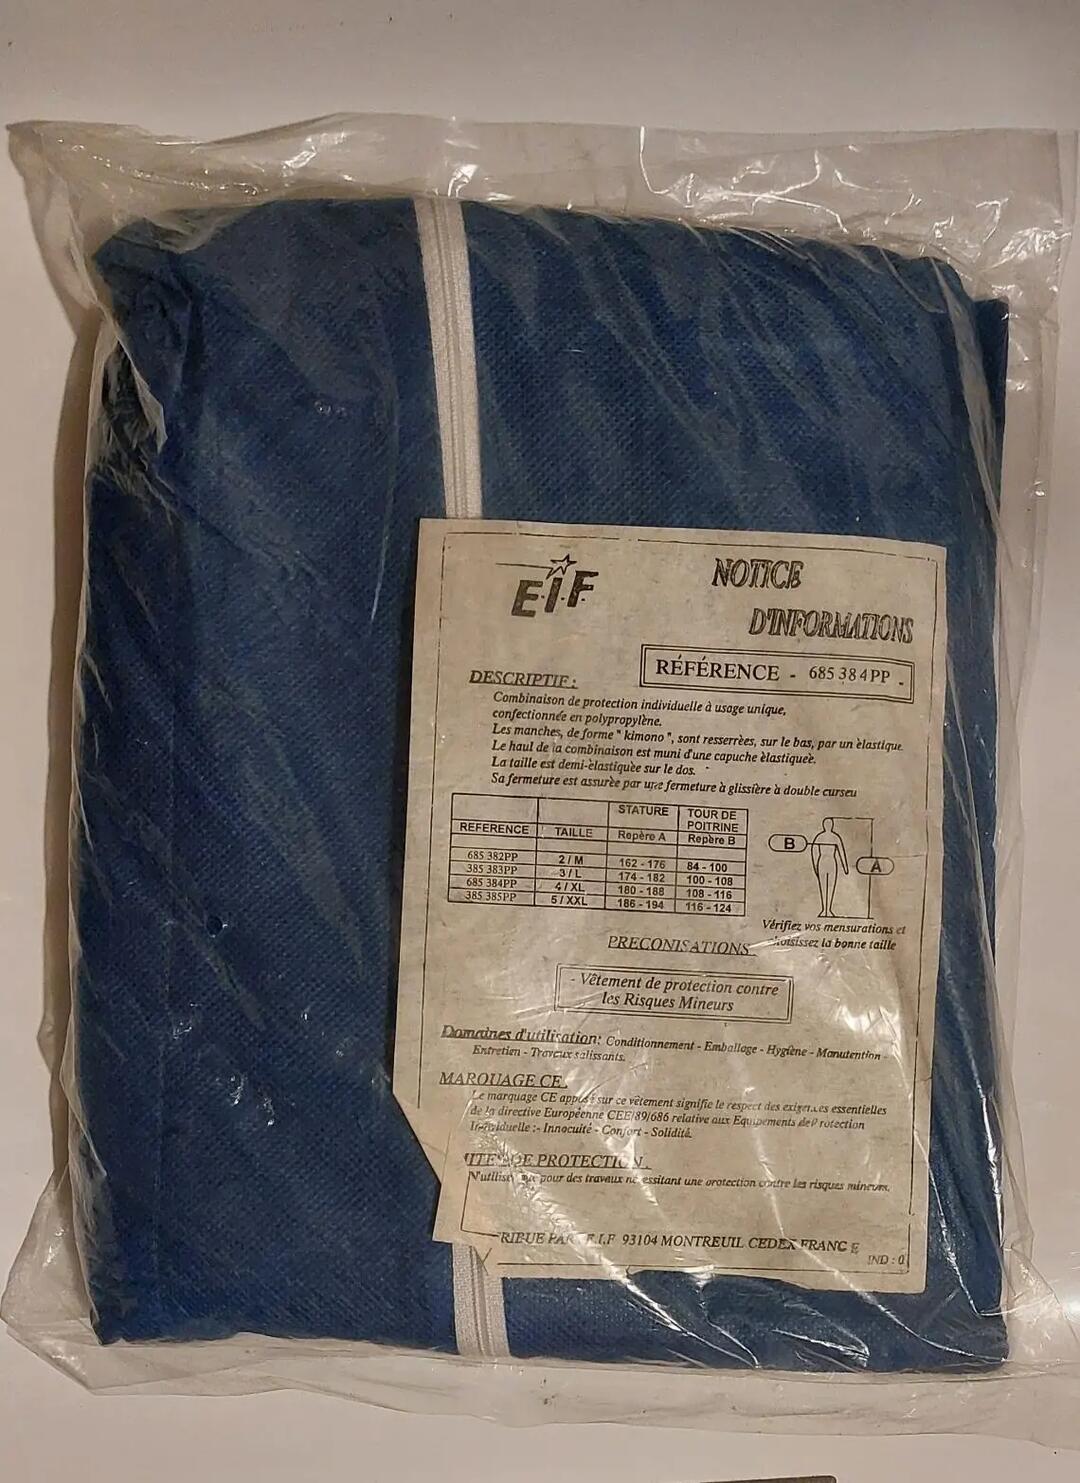 E.I.F
NOTICE
D'INFORMATIONS
RÉFÉRENCE - 685 384PP -
DESCRIPTIF :
Combinaison de protection individuelle à usage unique,
confectionnée en polypropylène.
Les manches, de forme " kimono ", sont resserrèes, sur le bas, par un èlastique
Le haul de la combinaison est muni d'une capuche èlastiqueè.
La taille est demi-èlastiquèe sur le dos.
Sa fermeture est assurèe par une fermeture à glissière à double curseu
REFERENCE TAILLE STATURE Repère A TOUR DE POITRINE Repère B
685 382PP 2 / M 162 - 176 84 - 100
385 383PP 3 / L 174 - 182 100 - 108
685 384PP 4 / XL 180 - 188 108 - 116
385 385PP 5 / XXL 186 - 194 116 - 124
B
A
Vérifiez vos mensurations et
choisissez la bonne taille
PRECONISATIONS
- Vêtement de protection contre
les Risques Mineurs
Domaines d'utilisation: Conditionnement - Emballage - Hygiène - Manutention -
Entretien - Travaux salissants.
MARQUAGE CE.
Le marquage CE apposé sur ce vêtement signifie le respect des exigences essentielles
de la directive Européenne CEE/89/686 relative aux Equipements de Protection
Individuelle :- Innocuité - Confort - Solidité.
DE PROTECTION.
pour des travaux nécessitant une protection contre les risques mineurs.
PAR E.I.F 93104 MONTREUIL CEDEX FRANCE
IND : 0